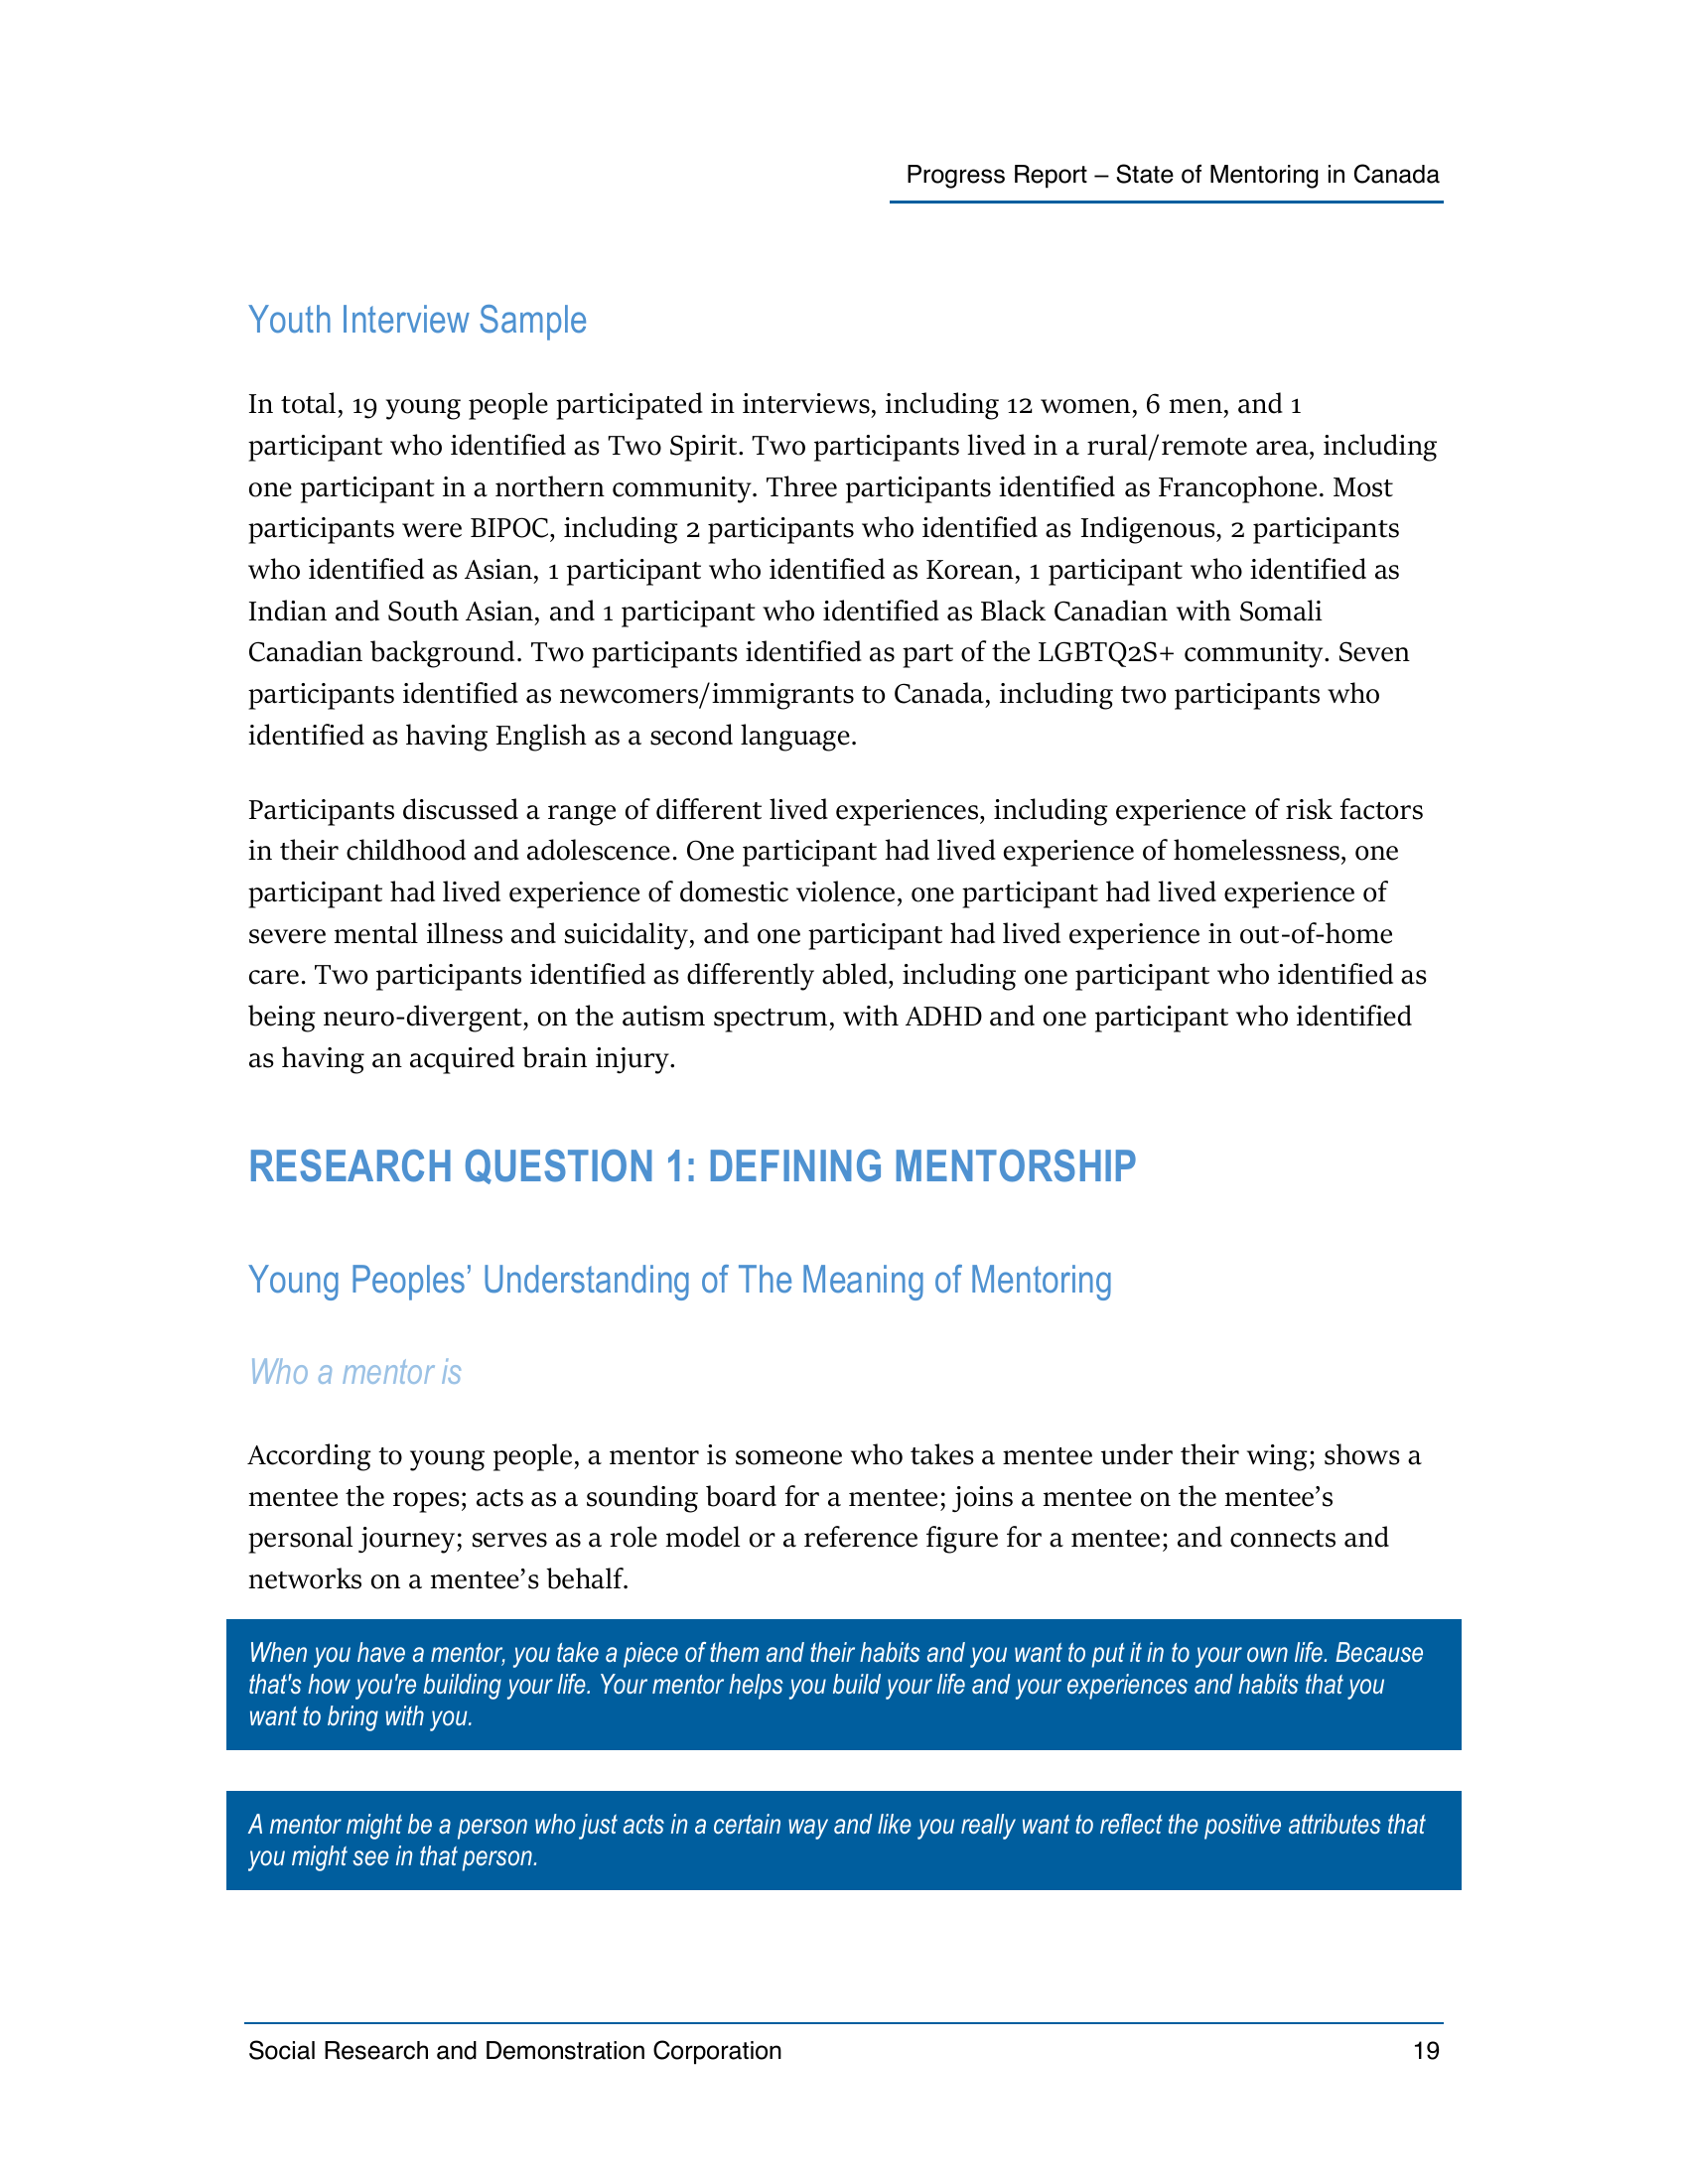 Progress Report – State of Mentoring in Canada
Youth Interview Sample
In total, 19 young people participated in interviews, including 12 women, 6 men, and 1
participant who identified as Two Spirit. Two participants lived in a rural/remote area, including
one participant in a northern community. Three participants identified as Francophone. Most
participants were BIPOC, including 2 participants who identified as Indigenous, 2 participants
who identified as Asian, 1 participant who identified as Korean, 1 participant who identified as
Indian and South Asian, and 1 participant who identified as Black Canadian with Somali
Canadian background. Two participants identified as part of the LGBTQ2S+ community. Seven
participants identified as newcomers/immigrants to Canada, including two participants who
identified as having English as a second language.
Participants discussed a range of different lived experiences, including experience of risk factors
in their childhood and adolescence. One participant had lived experience of homelessness, one
participant had lived experience of domestic violence, one participant had lived experience of
severe mental illness and suicidality, and one participant had lived experience in out-of-home
care. Two participants identified as differently abled, including one participant who identified as
being neuro-divergent, on the autism spectrum, with ADHD and one participant who identified
as having an acquired brain injury.
RESEARCH QUESTION 1: DEFINING MENTORSHIP
Young Peoples’ Understanding of The Meaning of Mentoring
Who a mentor is
According to young people, a mentor is someone who takes a mentee under their wing; shows a
mentee the ropes; acts as a sounding board for a mentee; joins a mentee on the mentee’s
personal journey; serves as a role model or a reference figure for a mentee; and connects and
networks on a mentee’s behalf.
When you have a mentor, you take a piece of them and their habits and you want to put it in to your own life. Because
that's how you're building your life. Your mentor helps you build your life and your experiences and habits that you
want to bring with you.
A mentor might be a person who just acts in a certain way and like you really want to reflect the positive attributes that
you might see in that person.
Social Research and Demonstration Corporation
19